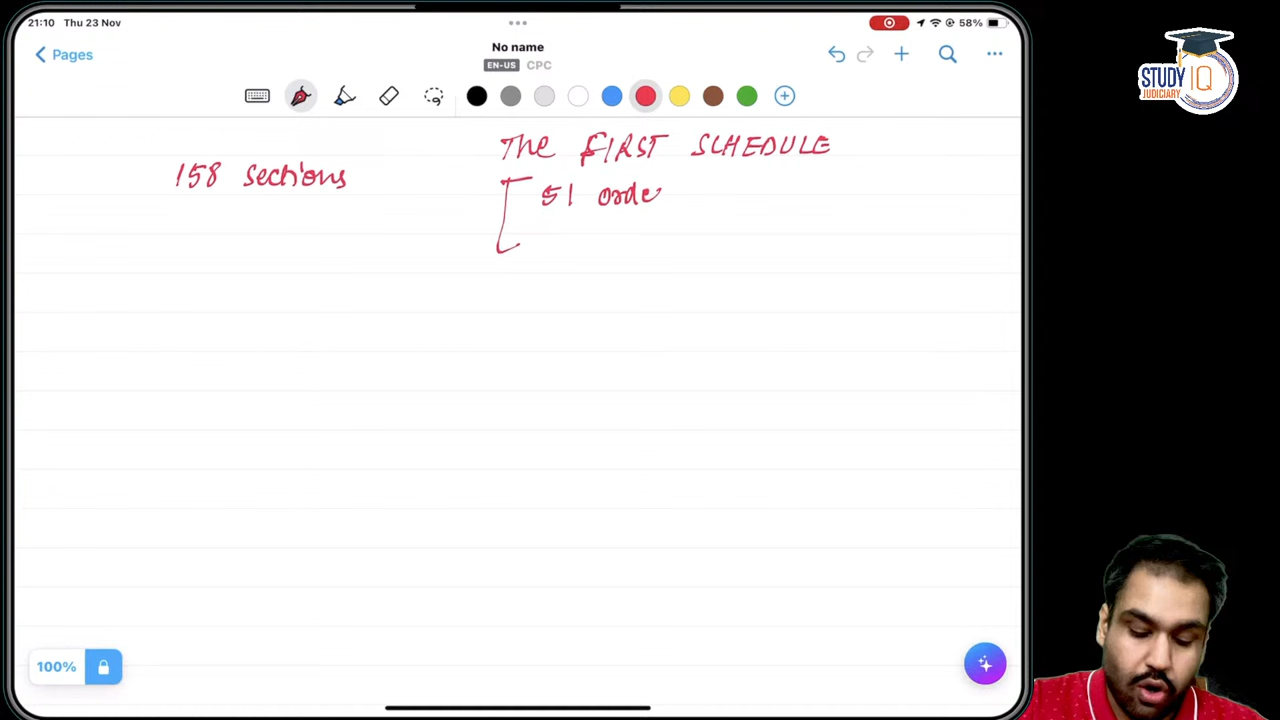 21:10 Thu 23 Nov
58%
Pages
No name
EN-US CPC
STUDY IQ
JUDICIARY
The FIRST SCHEDULE
158 sections
51 orde
100%